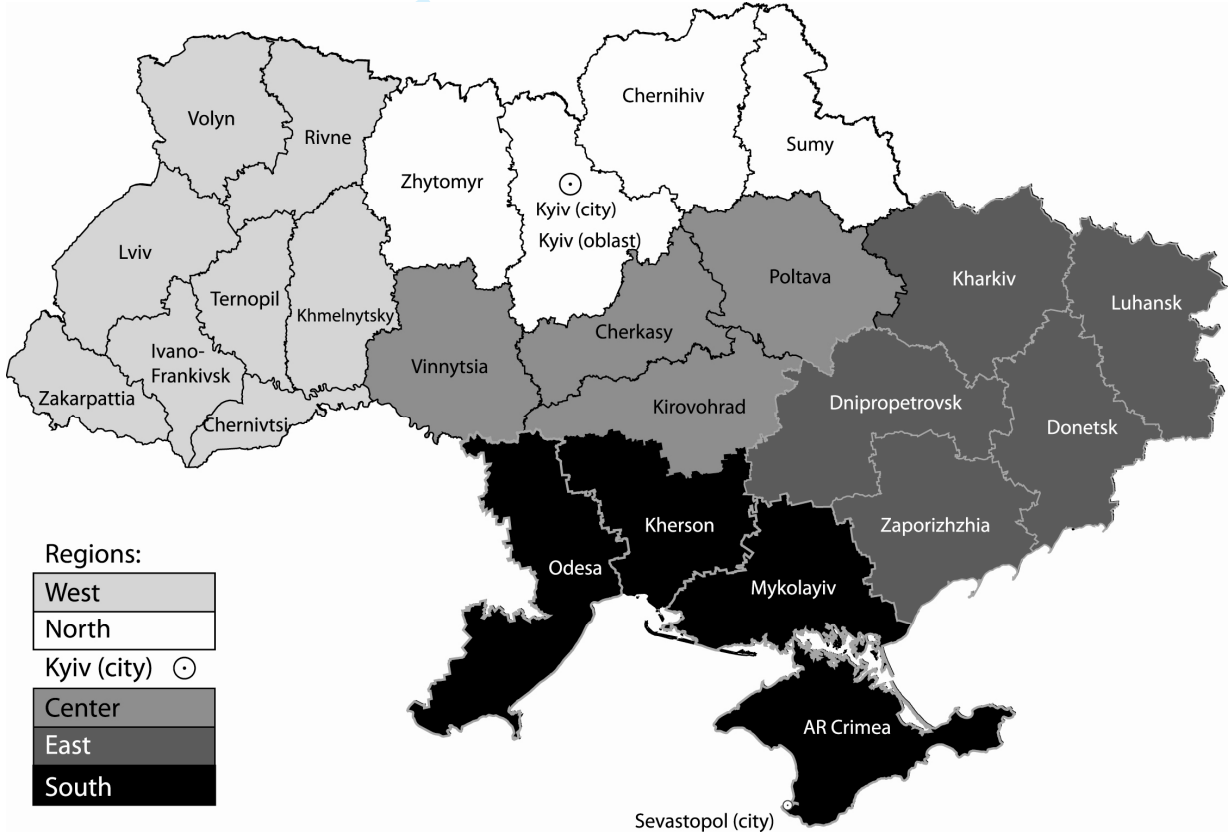 Chernihiv
Volyn
Rivne
Sumy
Zhytomyr
Kyiv (city)
Kyiv (oblast)
Lviv
Ternopil
Khmelnytsky
Poltava
Kharkiv
Luhansk
Cherkasy
Ivano-
Frankivsk
Vinnytsia
Zakarpattia
Chernivtsi
Kirovohrad
Dnipropetrovsk
Donetsk
Kherson
Zaporizhzhia
Odesa
Mykolayiv
AR Crimea
Sevastopol (city)
Regions:
West
North
Kyiv (city)
Center
East
South